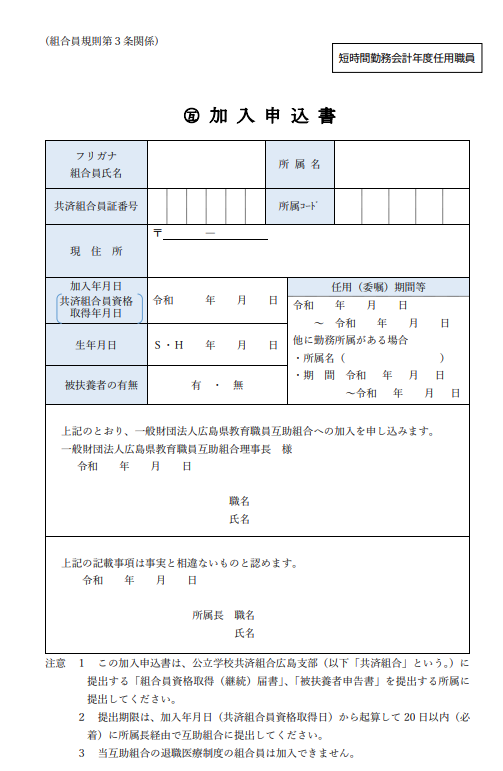 （組合員規則第３条関係）
短時間勤務会計年度任用職員
㊂ 加 入 申 込 書
フリガナ
組合員氏名
所 属 名
共済組合員証番号
所属ｺｰﾄﾞ
現　住　所
〒　　　　―
加入年月日
共済組合員資格
取得年月日
令和　　　年　　月　　日
任用（委嘱）期間等
令和　　年　　月　　日
～　令和　　年　　月　　日
他に勤務所属がある場合
・所属名（　　　　　　　　　）
・期　間　令和　　年　　月　　日
～令和　　年　　月　　日
生年月日
Ｓ・Ｈ　　年　　月　　日
被扶養者の有無
有　・　無
上記のとおり、一般財団法人広島県教育職員互助組合への加入を申し込みます。
一般財団法人広島県教育職員互助組合理事長　様
令和　　年　　月　　日
職名
氏名
上記の記載事項は事実と相違ないものと認めます。
令和　　年　　月　　日
所属長　職名
氏名
注意　１　この加入申込書は、公立学校共済組合広島支部（以下「共済組合」という。）に
提出する「組合員資格取得（継続）届書」、「被扶養者申告書」を提出する所属に
提出してください。
２　提出期限は、加入年月日（共済組合員資格取得日）から起算して 20 日以内（必
着）に所属長経由で互助組合に提出してください。
３　当互助組合の退職医療制度の組合員は加入できません。